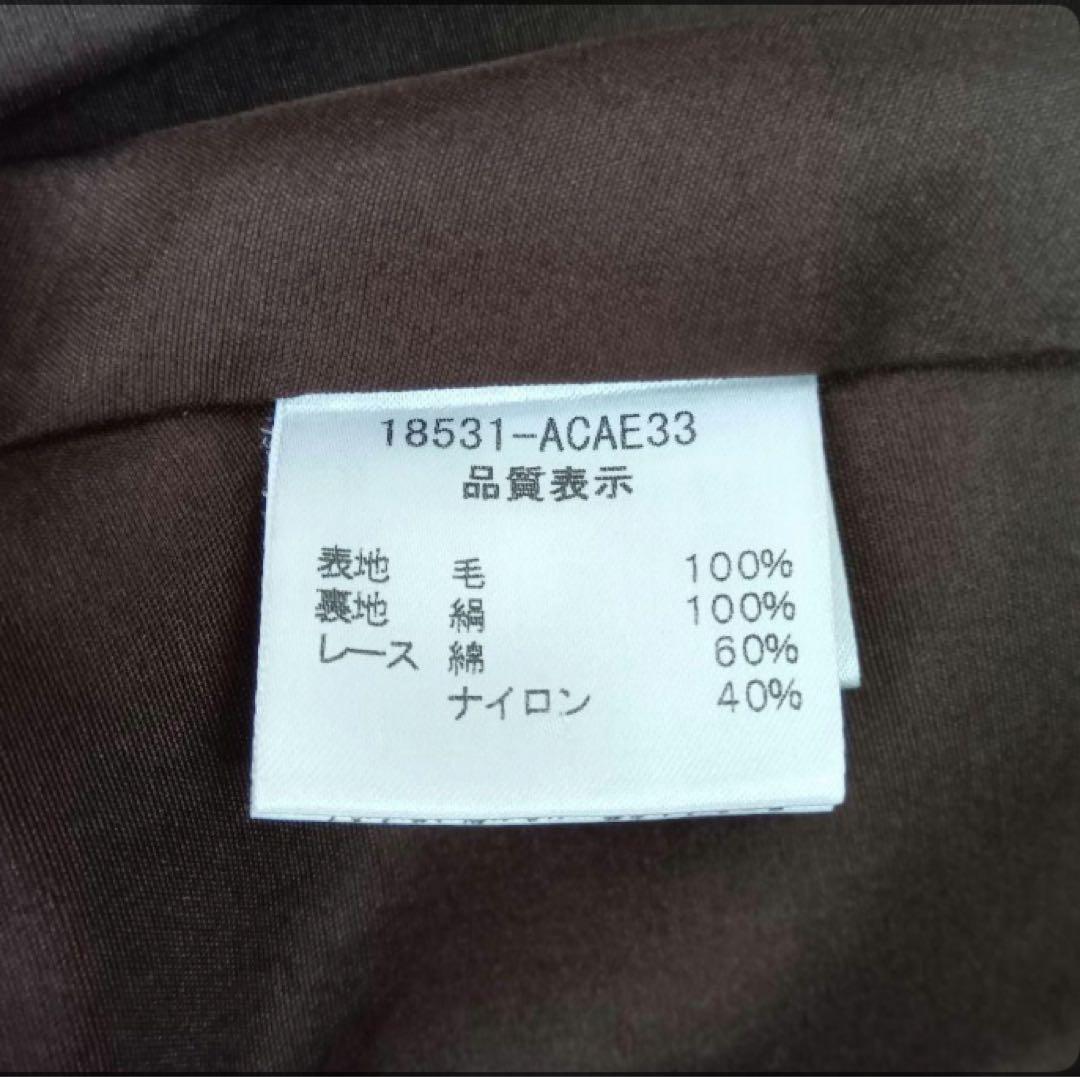 18531-ACAE33
品質表示
表地 毛 100%
裏地 絹 100%
レース 綿 60%
ナイロン 40%